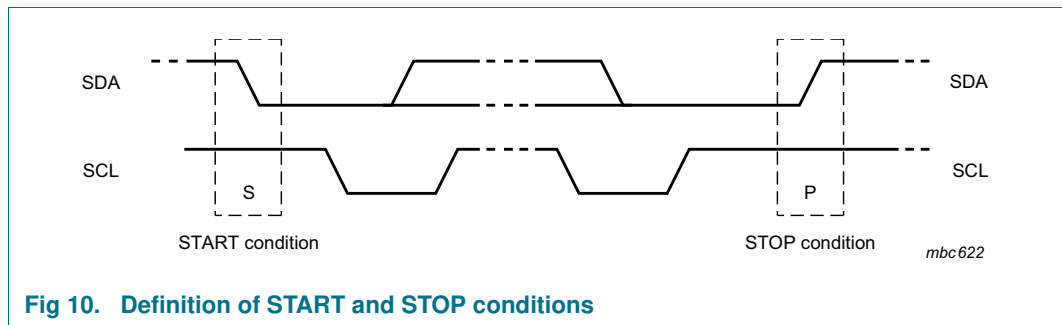 SDA
SDA
SCL
SCL
S
P
START condition
STOP condition
mbc622
Fig 10. Definition of START and STOP conditions